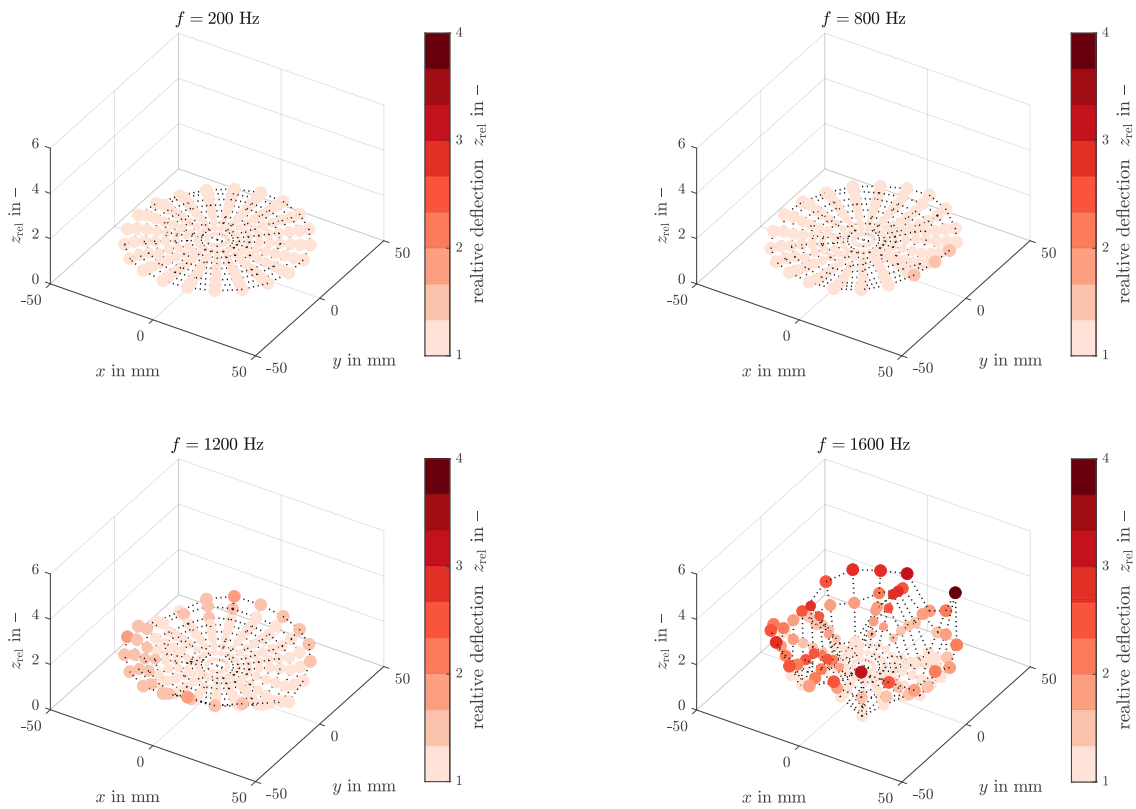 f = 200 Hz
6
4
2
0
z_rel in −
-50
0
50
x in mm
-50
0
50
y in mm
4
3
2
1
realtive deflection z_rel in −
f = 800 Hz
6
4
2
0
z_rel in −
-50
0
50
x in mm
-50
0
50
y in mm
4
3
2
1
realtive deflection z_rel in −
f = 1200 Hz
6
4
2
0
z_rel in −
-50
0
50
x in mm
-50
0
50
y in mm
4
3
2
1
realtive deflection z_rel in −
f = 1600 Hz
6
4
2
0
z_rel in −
-50
0
50
x in mm
-50
0
50
y in mm
4
3
2
1
realtive deflection z_rel in −